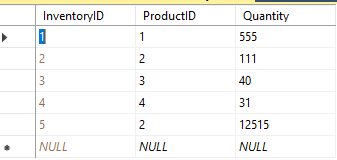 InventoryID ProductID Quantity
1 1 555
2 2 111
3 3 40
4 4 31
5 2 12515
NULL NULL NULL